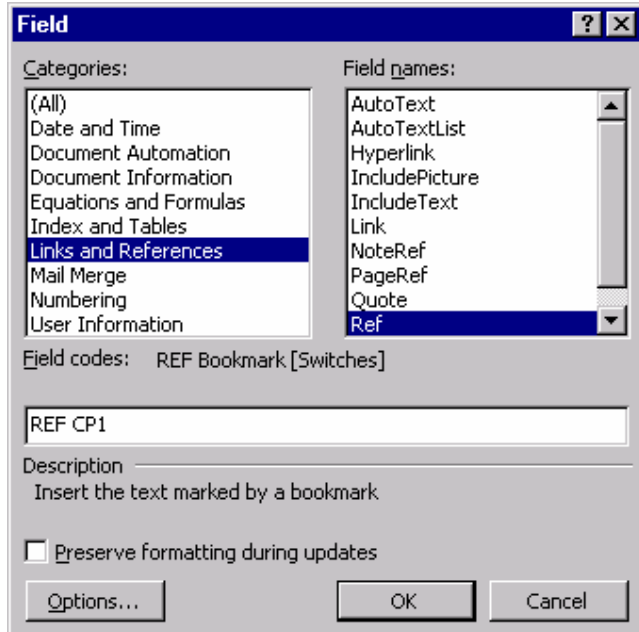 Field
Categories:
Field names:
(All)
Date and Time
Document Automation
Document Information
Equations and Formulas
Index and Tables
Links and References
Mail Merge
Numbering
User Information
AutoText
AutoTextList
Hyperlink
IncludePicture
IncludeText
Link
NoteRef
PageRef
Quote
Ref
Field codes: REF Bookmark [Switches]
REF CP1
Description
Insert the text marked by a bookmark
Preserve formatting during updates
Options... OK Cancel